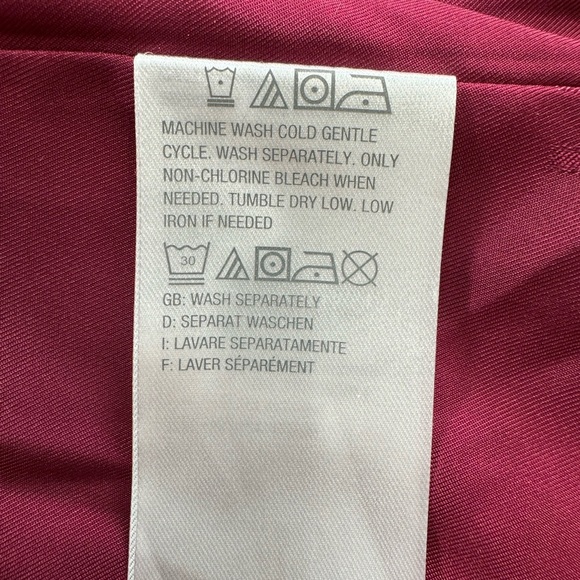 MACHINE WASH COLD GENTLE
CYCLE. WASH SEPARATELY. ONLY
NON-CHLORINE BLEACH WHEN
NEEDED. TUMBLE DRY LOW. LOW
IRON IF NEEDED
30
GB: WASH SEPARATELY
D: SEPARAT WASCHEN
I: LAVARE SEPARATAMENTE
F: LAVER SÉPARÉMENT